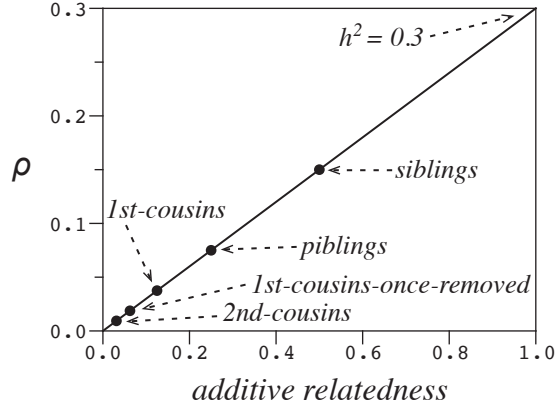 0.3
h² = 0.3
0.2
ρ
siblings
1st-cousins
0.1
piblings
1st-cousins-once-removed
2nd-cousins
0.0
0.0 0.2 0.4 0.6 0.8 1.0
additive relatedness